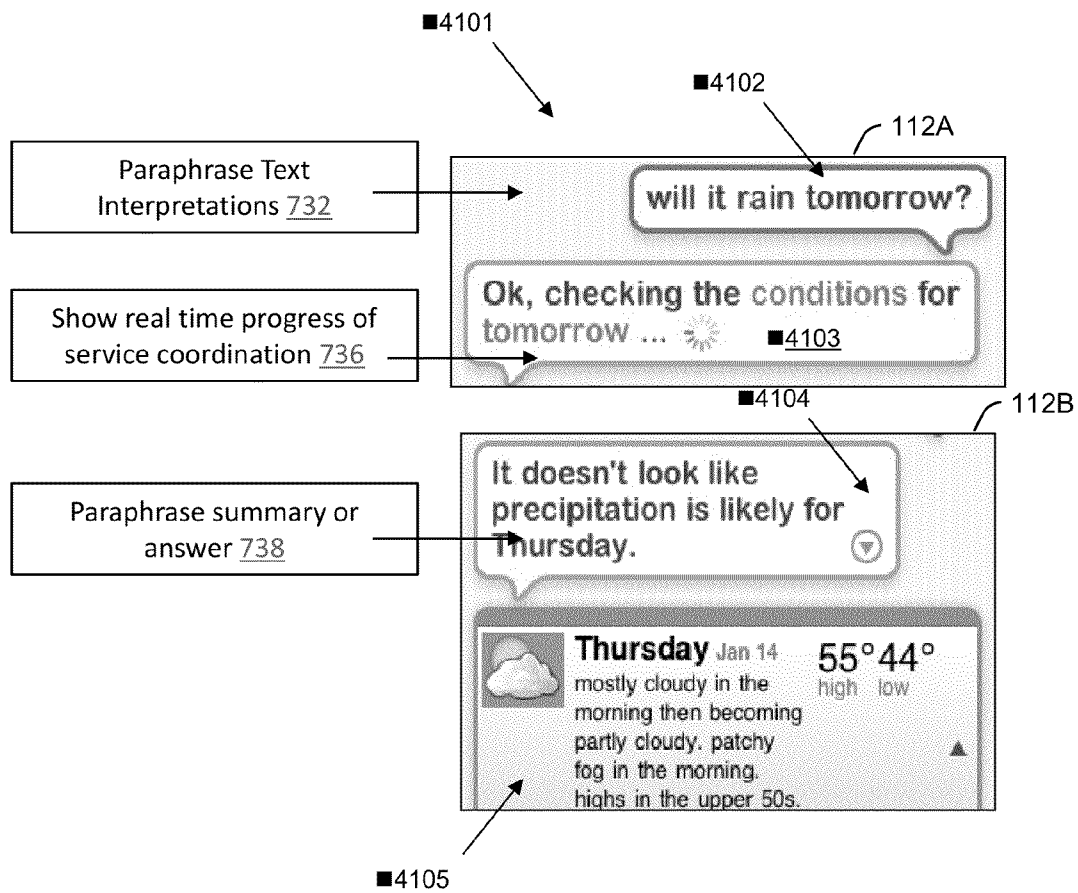 ■4101
■4102
112A
Paraphrase Text
Interpretations 732
will it rain tomorrow?
Show real time progress of
service coordination 736
Ok, checking the conditions for
tomorrow ...
■4103
■4104
112B
Paraphrase summary or
answer 738
It doesn't look like
precipitation is likely for
Thursday.
Thursday Jan 14
55° 44°
high low
mostly cloudy in the
morning then becoming
partly cloudy. patchy
fog in the morning.
highs in the upper 50s.
■4105